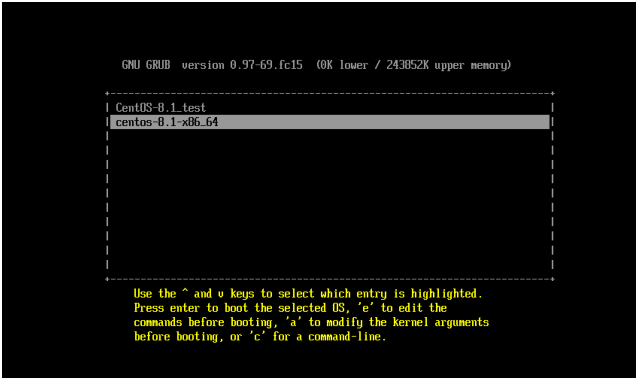 GNU GRUB  version 0.97-69.fc15  (0K lower / 243852K upper memory)
CentOS-8.1_test
centos-8.1-x86_64
Use the ^ and v keys to select which entry is highlighted.
Press enter to boot the selected OS, 'e' to edit the
commands before booting, 'a' to modify the kernel arguments
before booting, or 'c' for a command-line.